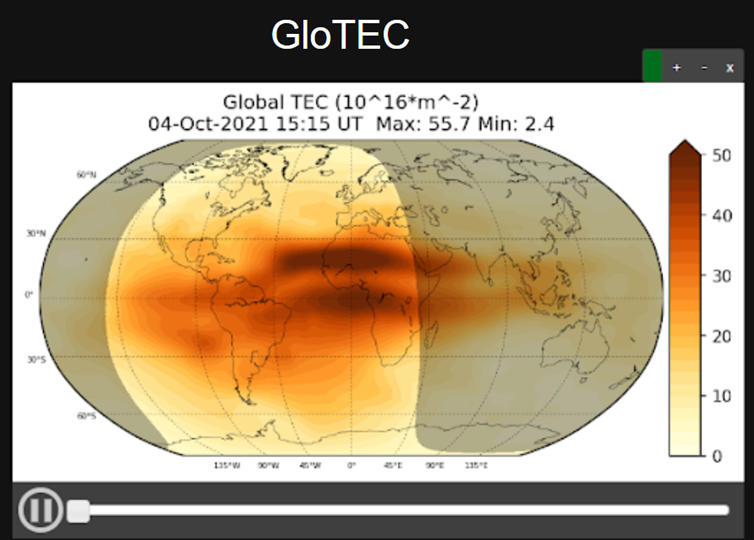 GloTEC
+ - x
Global TEC (10^16*m^-2)
04-Oct-2021 15:15 UT Max: 55.7 Min: 2.4
60°N
30°N
0°
30°S
60°S
135°W 90°W 45°W 0° 45°E 90°E 135°E
50
40
30
20
10
0